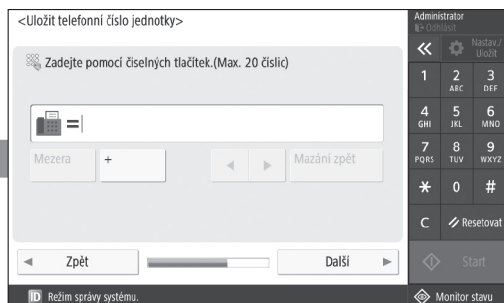 <Uložit telefonní číslo jednotky>
Zadejte pomocí číselných tlačítek.(Max. 20 číslic)
=
Mezera
+
Mazání zpět
Zpět
Další
ID Režim správy systému.
Administrator
Odhlásit
Nastav./
Uložit
1
2
ABC
3
DEF
4
GHI
5
JKL
6
MNO
7
PQRS
8
TUV
9
WXYZ
*
0
#
C
Resetovat
Start
Monitor stavu